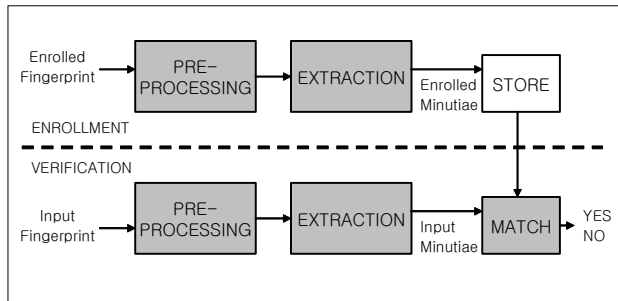 Enrolled
Fingerprint
PRE-
PROCESSING
EXTRACTION
Enrolled
Minutiae
STORE
ENROLLMENT
VERIFICATION
Input
Fingerprint
PRE-
PROCESSING
EXTRACTION
Input
Minutiae
MATCH
YES
NO